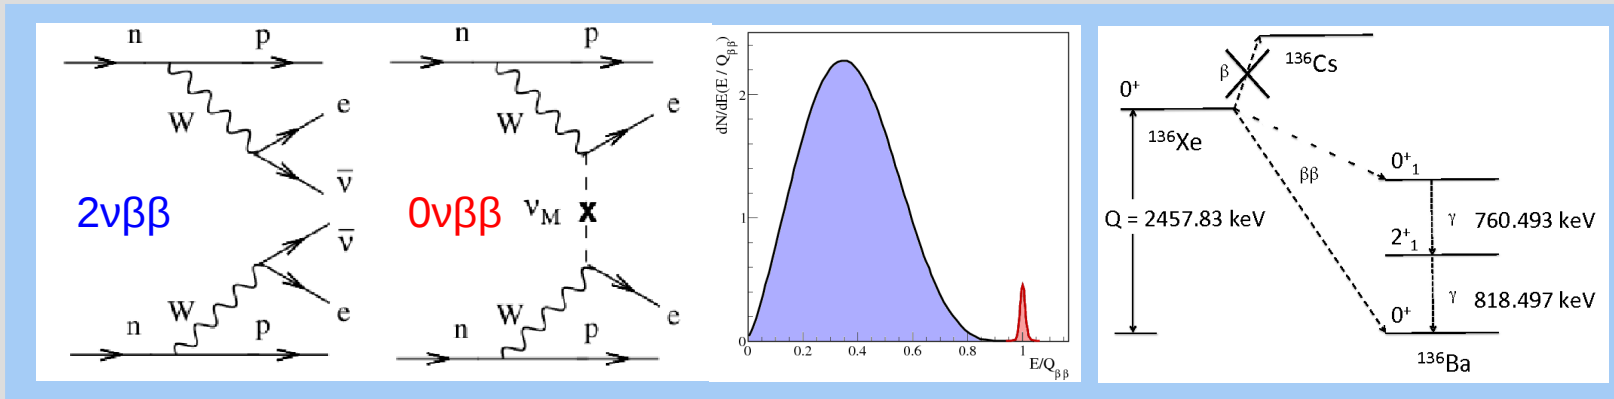 n p
W
e
ν̅
2νββ
ν̅
W
e
n p
n p
W
e
0νββ
ν_M x
W
e
n p
dN/dE(E / Q_ββ)
2
1
0
0 0.2 0.4 0.6 0.8 1
E/Q_ββ
¹³⁶Cs
β
0⁺
¹³⁶Xe
ββ
0⁺₁
Q = 2457.83 keV
γ 760.493 keV
2⁺₁
γ 818.497 keV
0⁺
¹³⁶Ba